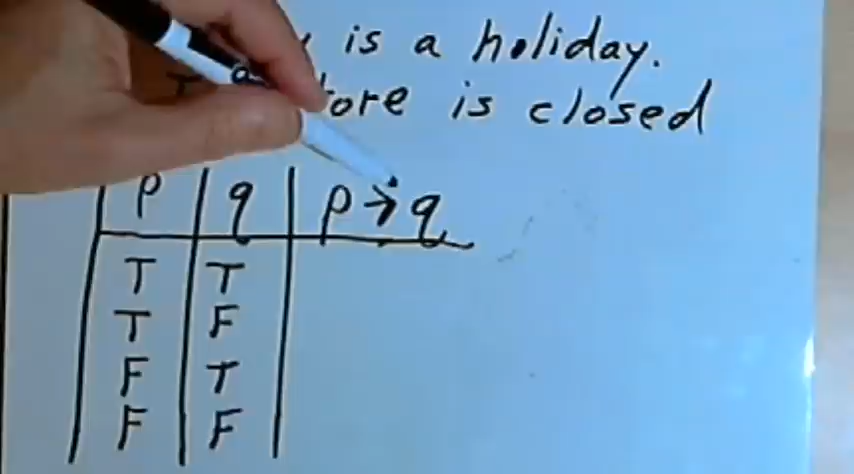 is a holiday.
is closed
p q p → q
T T
T F
F T
F F